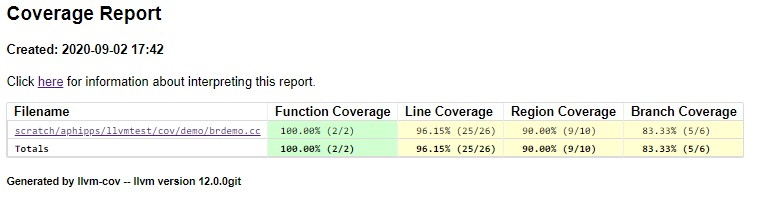 Coverage Report
Created: 2020-09-02 17:42
Click here for information about interpreting this report.
Filename Function Coverage Line Coverage Region Coverage Branch Coverage
scratch/aphipps/llvmtest/cov/demo/brdemo.cc 100.00% (2/2) 96.15% (25/26) 90.00% (9/10) 83.33% (5/6)
Totals 100.00% (2/2) 96.15% (25/26) 90.00% (9/10) 83.33% (5/6)
Generated by llvm-cov -- llvm version 12.0.0git